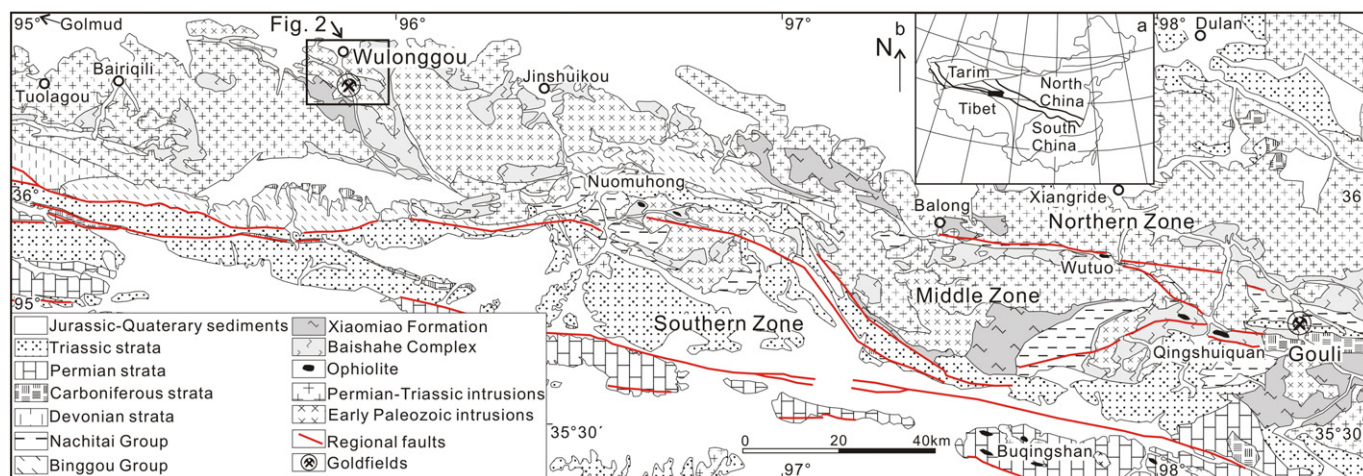 95°
Golmud
Fig. 2
96°
97°
98°
Dulan
Wulonggou
Bairiqili
Tuolagou
Jinshuikou
b
a
N
Tarim
North
China
Tibet
South
China
36°
Nuomuhong
Balong
Xiangride
36°
Northern Zone
Wutuo
95°
Middle Zone
Southern Zone
Qingshuiquan
Gouli
Jurassic-Quaterary sediments
Triassic strata
Permian strata
Carboniferous strata
Devonian strata
Nachitai Group
Binggou Group
Xiaomiao Formation
Baishahe Complex
Ophiolite
Permian-Triassic intrusions
Early Paleozoic intrusions
Regional faults
Goldfields
35°30′
35°30′
0
20
40km
Buqingshan
97°
98°